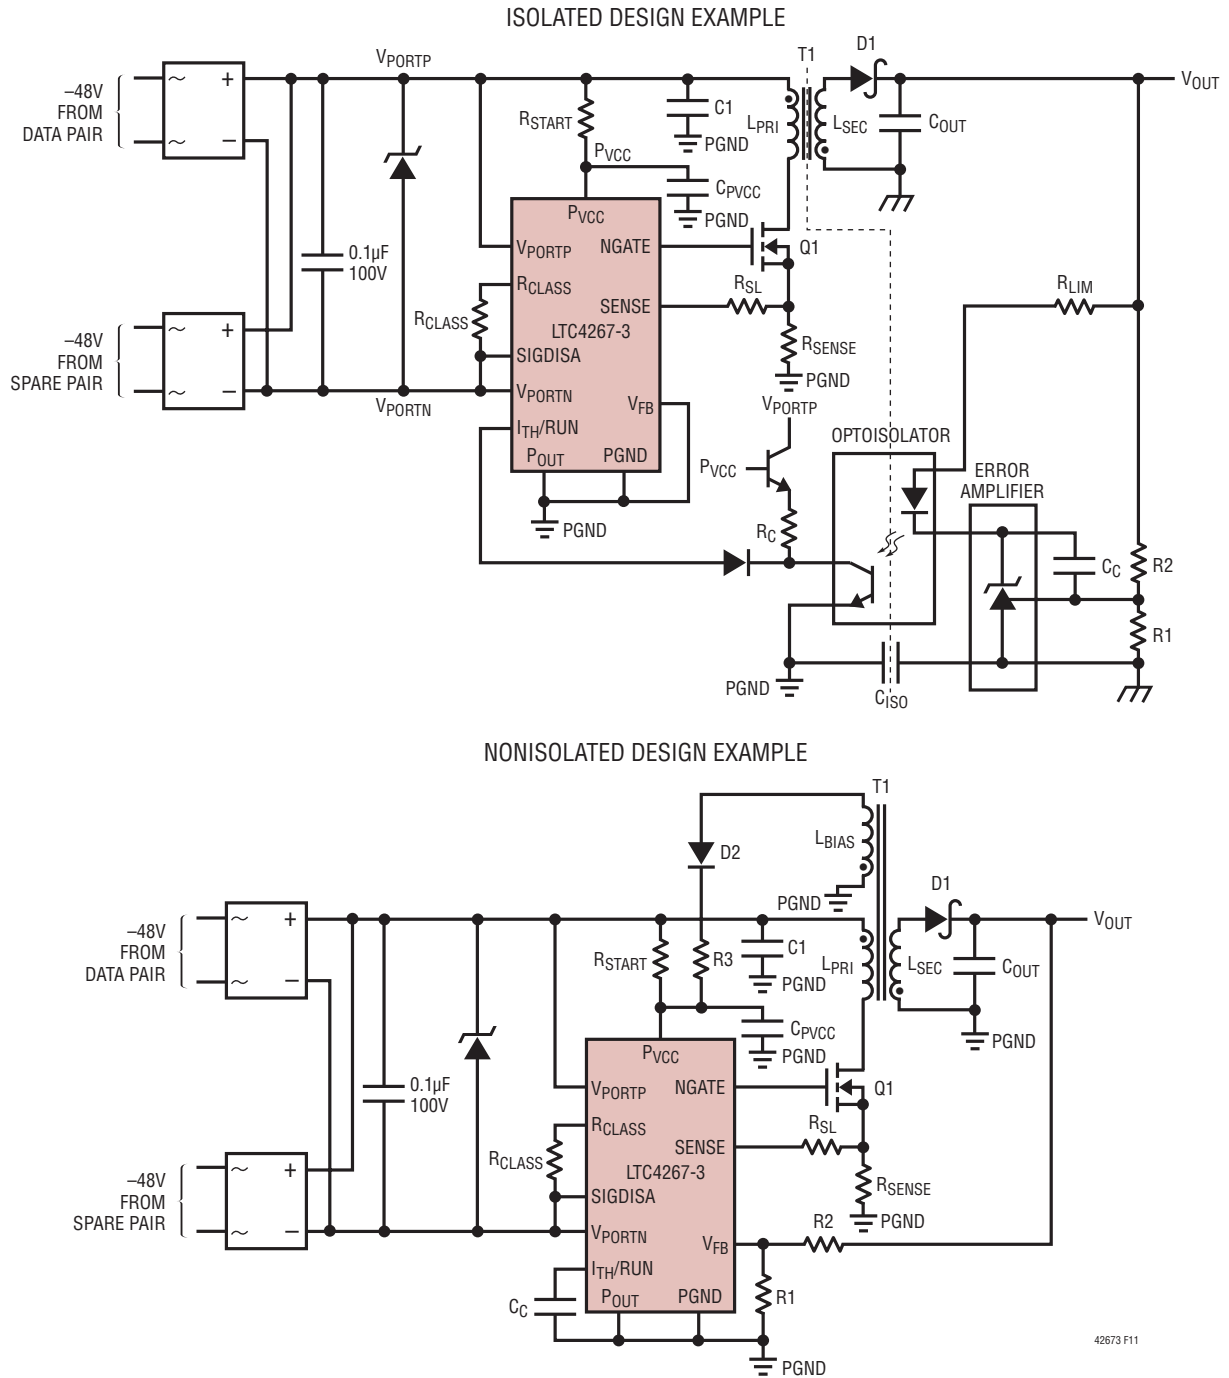 ISOLATED DESIGN EXAMPLE
VPORTP
T1
D1
VOUT
–48V
FROM
DATA PAIR
~
~
+
–
RSTART
C1
PGND
LPRI
LSEC
COUT
PVCC
CPVCC
PGND
0.1µF
100V
PVCC
VPORTP
NGATE
Q1
RCLASS
RCLASS
SENSE
RSL
RLIM
LTC4267-3
SIGDISA
RSENSE
PGND
–48V
FROM
SPARE PAIR
~
~
+
–
VPORTN
VPORTN
VFB
ITH/RUN
POUT
PGND
PGND
VPORTP
PVCC
RC
OPTOISOLATOR
ERROR
AMPLIFIER
CC
R2
R1
PGND
CISO
NONISOLATED DESIGN EXAMPLE
T1
LBIAS
D2
PGND
D1
VOUT
–48V
FROM
DATA PAIR
~
~
+
–
RSTART
R3
C1
PGND
LPRI
LSEC
COUT
PGND
CPVCC
PGND
0.1µF
100V
PVCC
VPORTP
NGATE
Q1
RCLASS
RCLASS
SENSE
RSL
LTC4267-3
SIGDISA
RSENSE
PGND
–48V
FROM
SPARE PAIR
~
~
+
–
VPORTN
VFB
R2
ITH/RUN
CC
POUT
PGND
R1
PGND
42673 F11